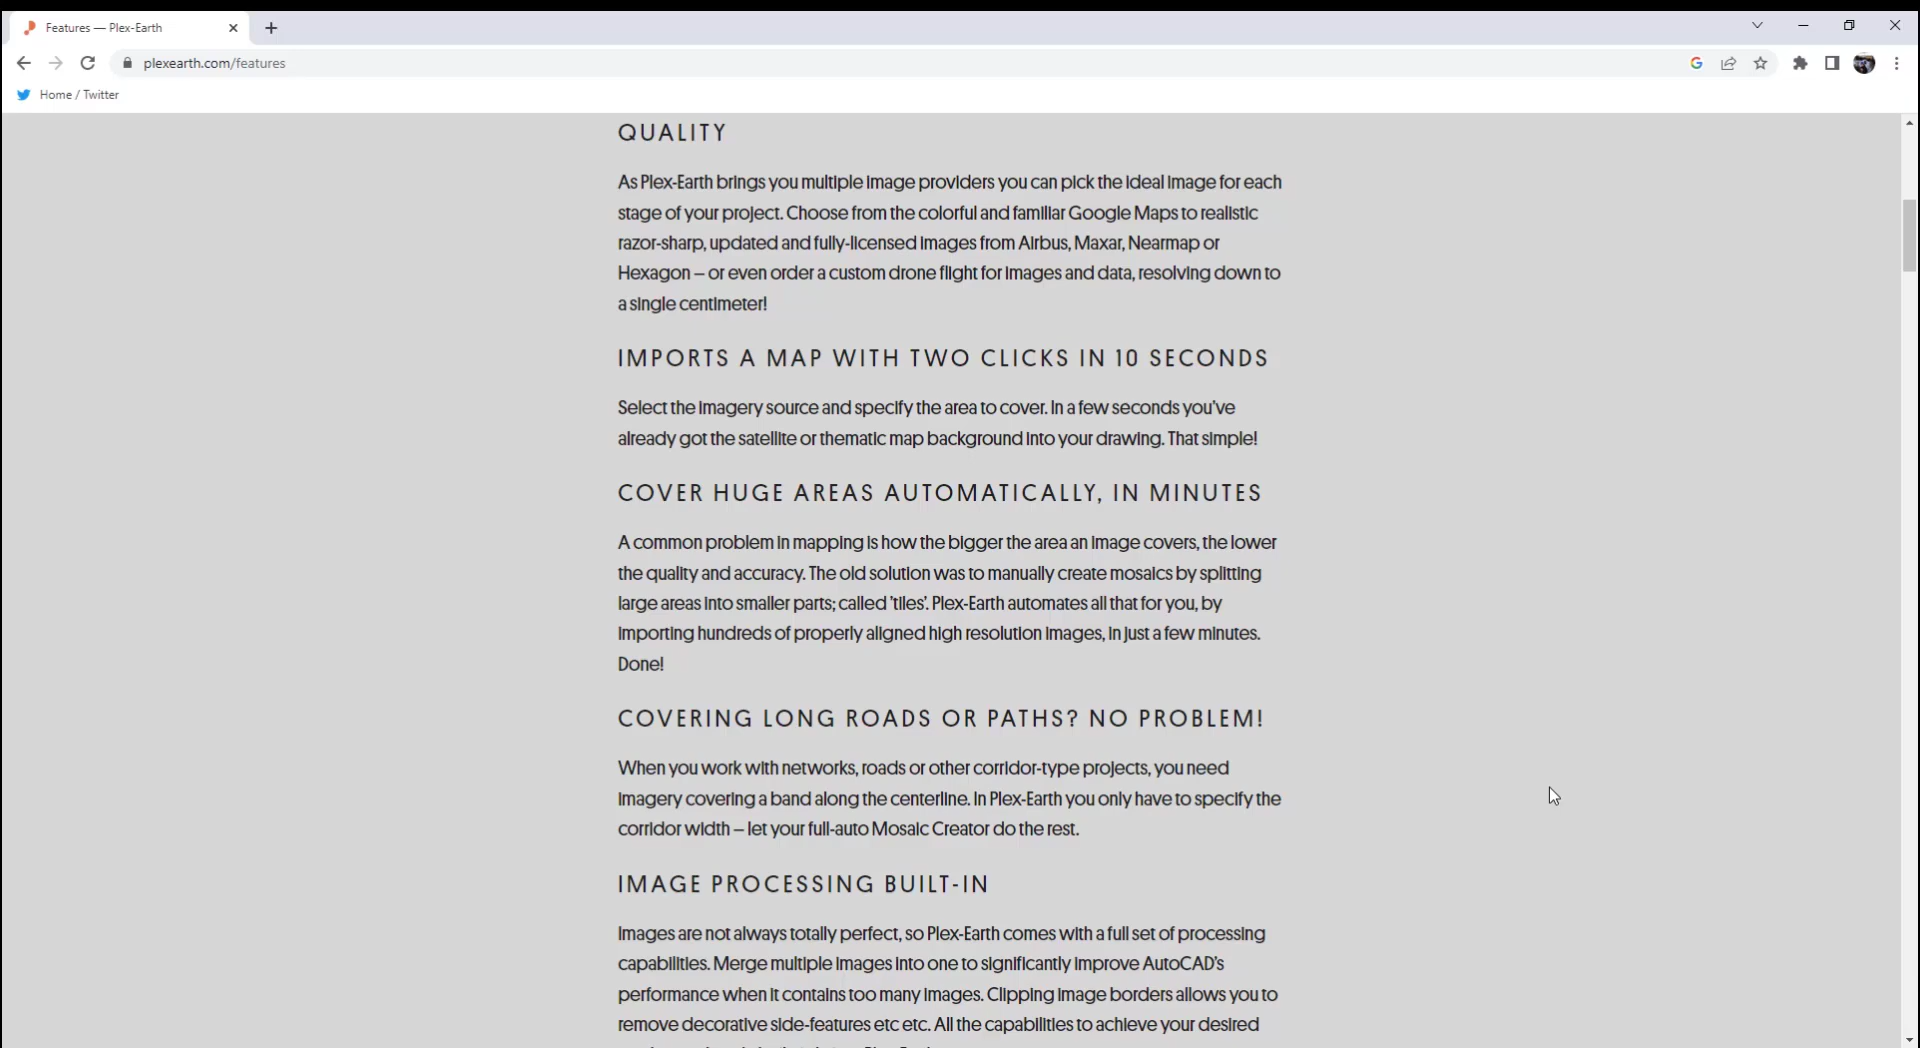 Features — Plex-Earth
plexearth.com/features
Home / Twitter
QUALITY
As Plex-Earth brings you multiple image providers you can pick the ideal image for each
stage of your project. Choose from the colorful and familiar Google Maps to realistic
razor-sharp, updated and fully-licensed images from Airbus, Maxar, Nearmap or
Hexagon – or even order a custom drone flight for images and data, resolving down to
a single centimeter!
IMPORTS A MAP WITH TWO CLICKS IN 10 SECONDS
Select the imagery source and specify the area to cover. In a few seconds you've
already got the satellite or thematic map background into your drawing. That simple!
COVER HUGE AREAS AUTOMATICALLY, IN MINUTES
A common problem in mapping is how the bigger the area an image covers, the lower
the quality and accuracy. The old solution was to manually create mosaics by splitting
large areas into smaller parts; called 'tiles'. Plex-Earth automates all that for you, by
importing hundreds of properly aligned high resolution images, in just a few minutes.
Done!
COVERING LONG ROADS OR PATHS? NO PROBLEM!
When you work with networks, roads or other corridor-type projects, you need
imagery covering a band along the centerline. In Plex-Earth you only have to specify the
corridor width – let your full-auto Mosaic Creator do the rest.
IMAGE PROCESSING BUILT-IN
Images are not always totally perfect, so Plex-Earth comes with a full set of processing
capabilities. Merge multiple images into one to significantly improve AutoCAD's
performance when it contains too many images. Clipping image borders allows you to
remove decorative side-features etc etc. All the capabilities to achieve your desired